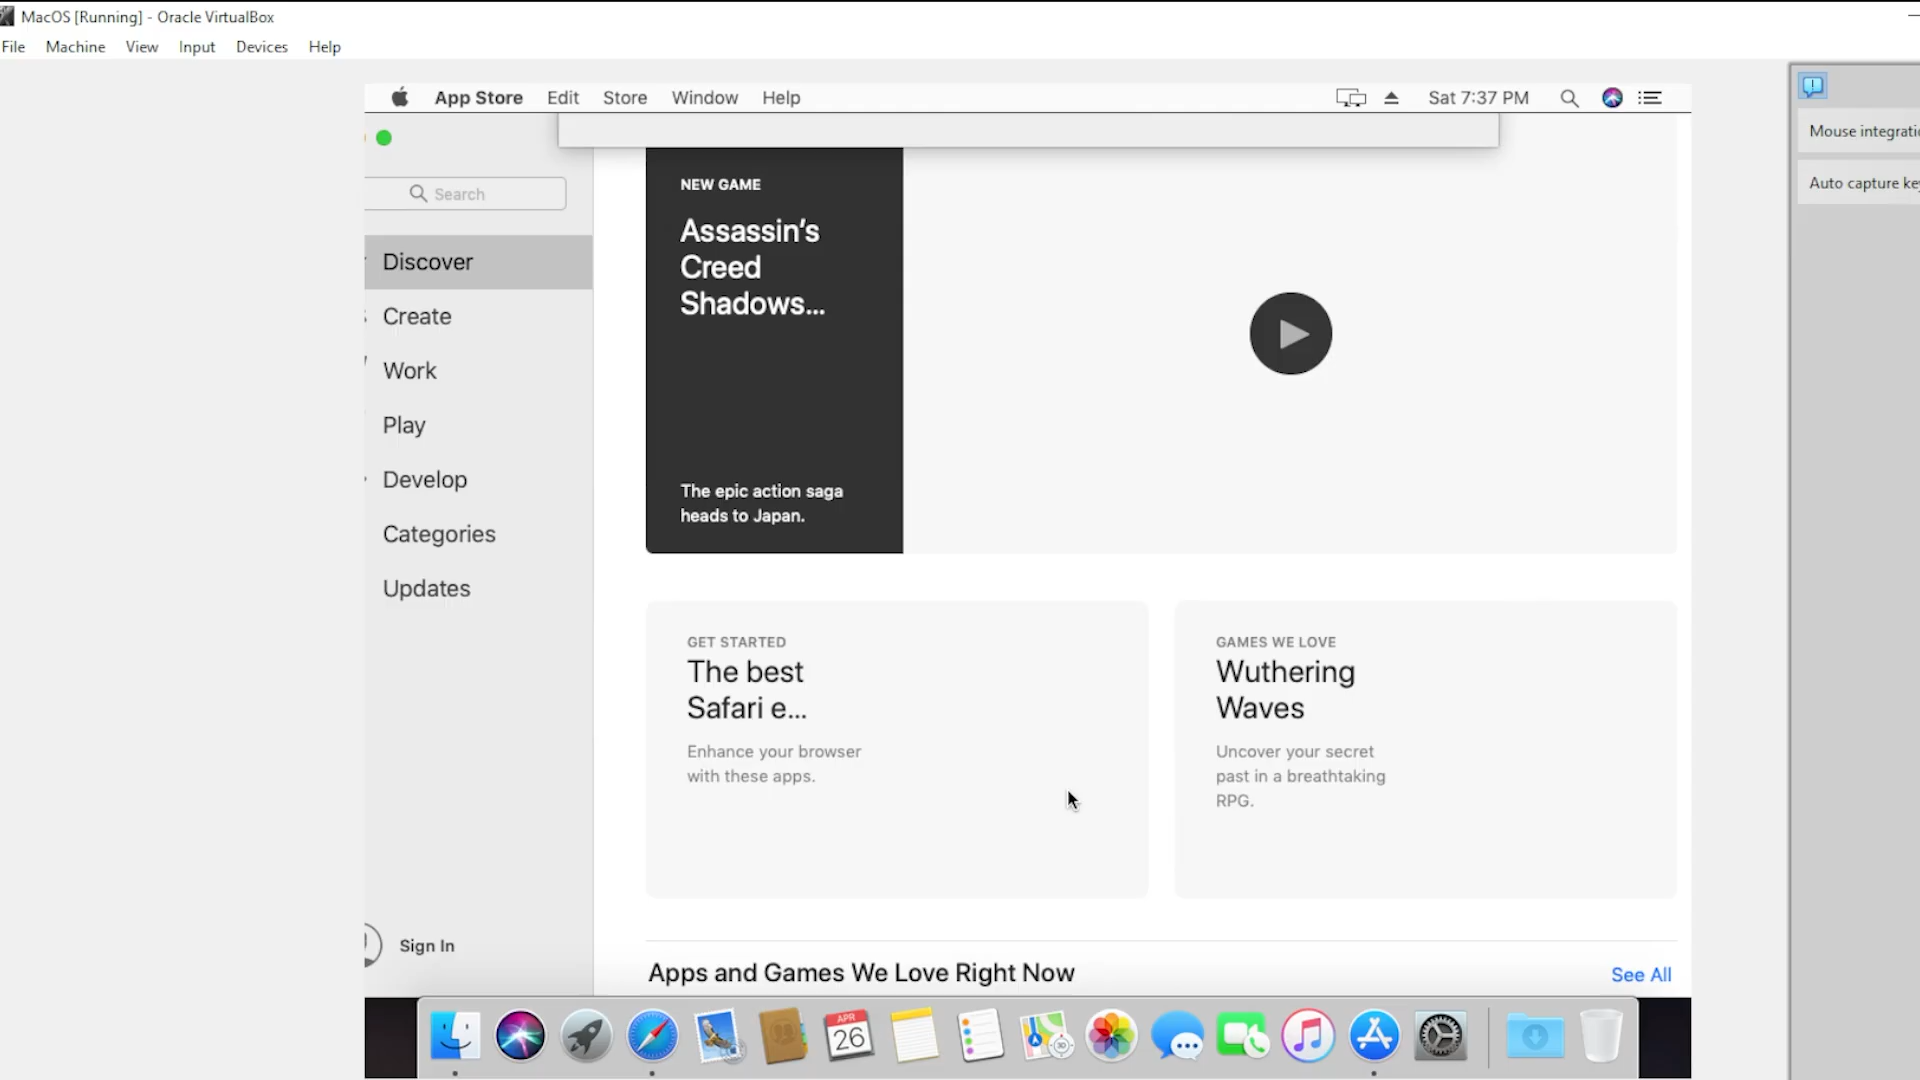 MacOS [Running] - Oracle VirtualBox
File Machine View Input Devices Help
App Store Edit Store Window Help Sat 7:37 PM
Mouse integratio
Auto capture key
Search
Discover
Create
Work
Play
Develop
Categories
Updates
Sign In
NEW GAME
Assassin's
Creed
Shadows...
The epic action saga
heads to Japan.
GET STARTED
The best
Safari e...
Enhance your browser
with these apps.
GAMES WE LOVE
Wuthering
Waves
Uncover your secret
past in a breathtaking
RPG.
Apps and Games We Love Right Now See All
APR
26